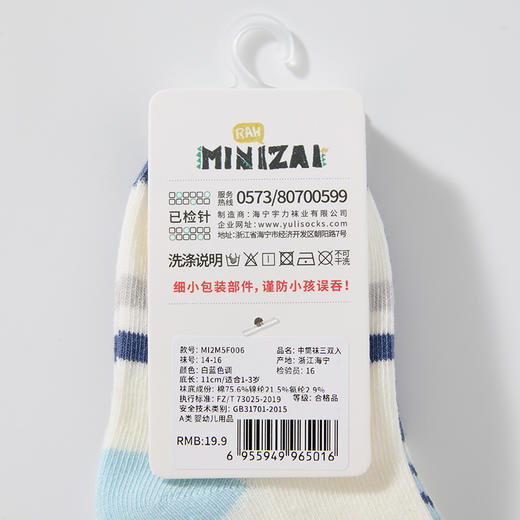 RAH
MINIZAI
已检针
服务热线 0573/80700599
制造商：海宁宇力袜业有限公司
企业网址：www.yulisocks.com
地址：浙江省海宁市经济开发区朝阳路7号
洗涤说明 不可干洗
细小包装部件，谨防小孩误吞！
款号：MI2M5F006 品名：中筒袜三双入
袜号：14-16 产地：浙江海宁
颜色：白蓝色调
底长：11cm/适合1-3岁 检验员：16
袜底成份：棉75.6%锦纶21.5%氨纶2.9%
执行标准：FZ/T 73025-2019 等级：合格品
安全技术类别：GB31701-2015
A类 婴幼儿用品
RMB:19.9
6 955949 965016